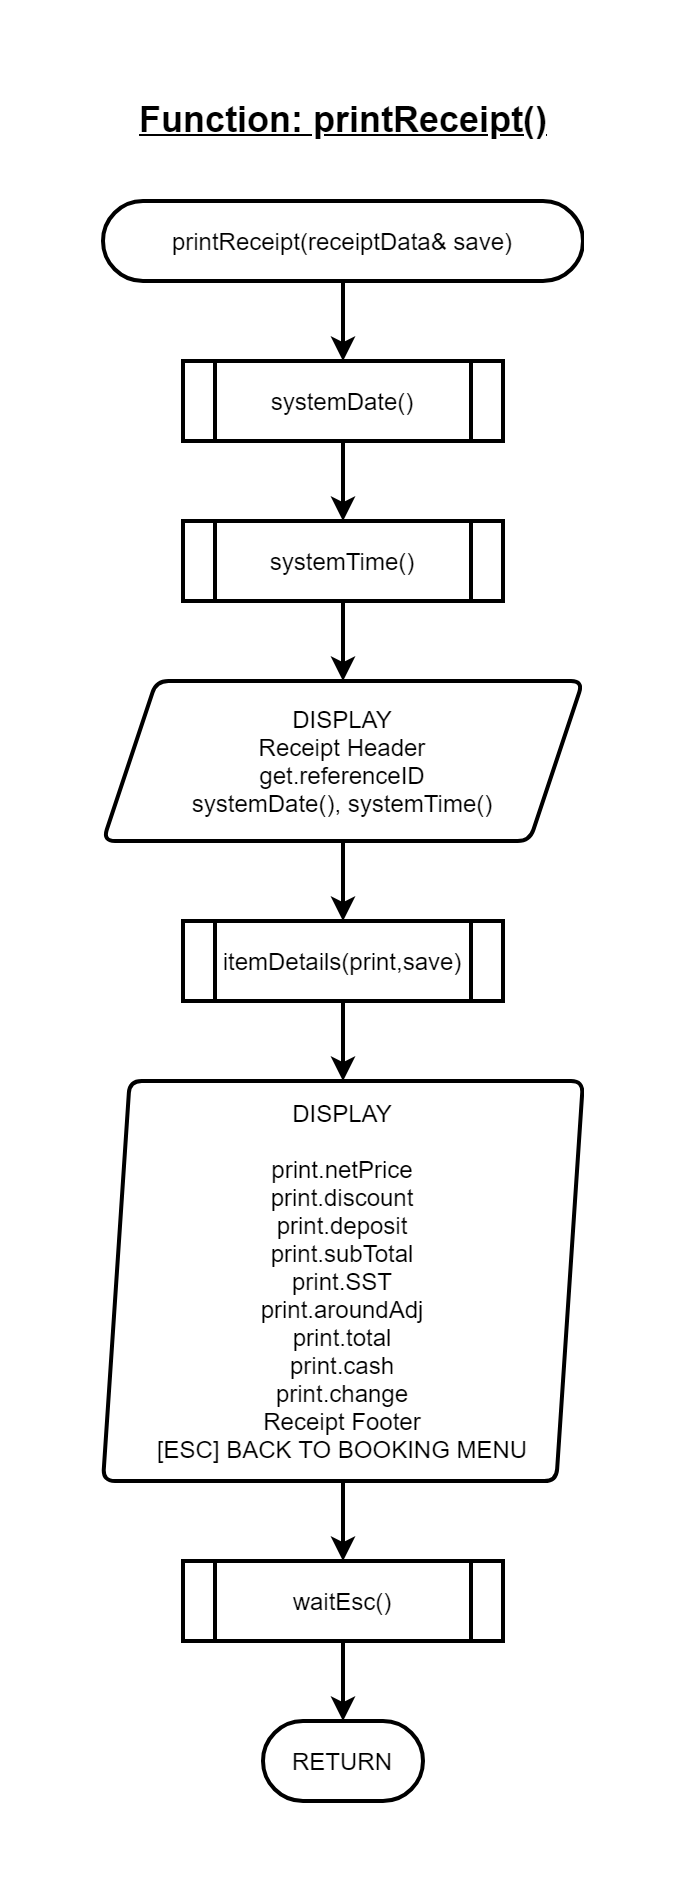 Function: printReceipt()
printReceipt(receiptData& save)
systemDate()
systemTime()
DISPLAY
Receipt Header
get.referenceID
systemDate(), systemTime()
itemDetails(print,save)
DISPLAY
print.netPrice
print.discount
print.deposit
print.subTotal
print.SST
print.aroundAdj
print.total
print.cash
print.change
Receipt Footer
[ESC] BACK TO BOOKING MENU
waitEsc()
RETURN